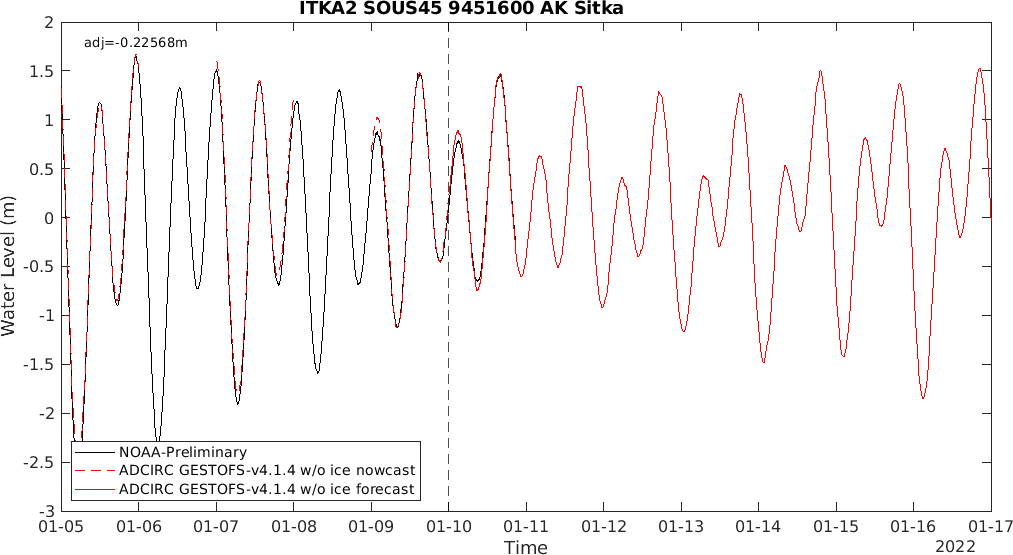 ITKA2 SOUS45 9451600 AK Sitka
adj=-0.22568m
2
1.5
1
0.5
0
-0.5
-1
-1.5
-2
-2.5
-3
Water Level (m)
NOAA-Preliminary
ADCIRC GESTOFS-v4.1.4 w/o ice nowcast
ADCIRC GESTOFS-v4.1.4 w/o ice forecast
01-05 01-06 01-07 01-08 01-09 01-10 01-11 01-12 01-13 01-14 01-15 01-16 01-17
Time
2022